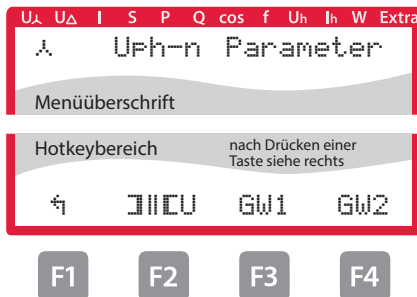 U⅄ U△ I S P Q cos f Uh Ih W Extra
⅄ UPh-n Parameter
Menüüberschrift
Hotkeybereich
nach Drücken einer
Taste siehe rechts
U GW1 GW2
F1 F2 F3 F4